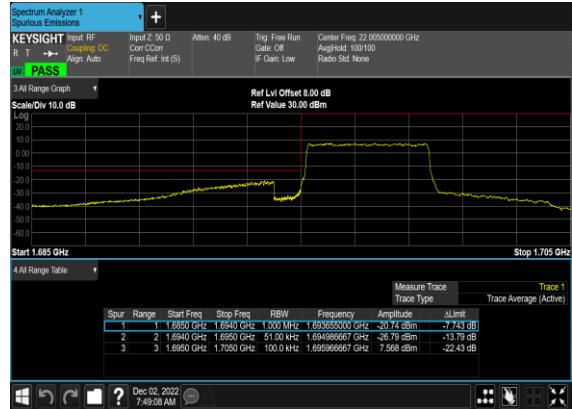 Spectrum Analyzer 1
Spurious Emissions
+
KEYSIGHT Input: RF Input Z: 50 Ω Atten: 40 dB Trig: Free Run Center Freq: 22.005000000 GHz
R T Coupling: DC Corr CCorr Gate: Off Avg|Hold: 100/100
Align: Auto Freq Ref: Int (S) IF Gain: Low Radio Std: None
PASS
3 All Range Graph
Ref Lvl Offset 8.00 dB
Scale/Div 10.0 dB Ref Value 30.00 dBm
Log
20.0
10.0
0.00
-10.0
-20.0
-30.0
-40.0
-50.0
-60.0
Start 1.685 GHz Stop 1.705 GHz
4 All Range Table
Measure Trace Trace 1
Trace Type Trace Average (Active)
Spur Range Start Freq Stop Freq RBW Frequency Amplitude ΔLimit
1 1 1.6850 GHz 1.6940 GHz 1.000 MHz 1.693655000 GHz -20.74 dBm -7.743 dB
2 2 1.6940 GHz 1.6950 GHz 51.00 kHz 1.694986667 GHz -26.79 dBm -13.79 dB
3 3 1.6950 GHz 1.7050 GHz 100.0 kHz 1.695966667 GHz 7.568 dBm -22.43 dB
? Dec 02, 2022
7:49:08 AM